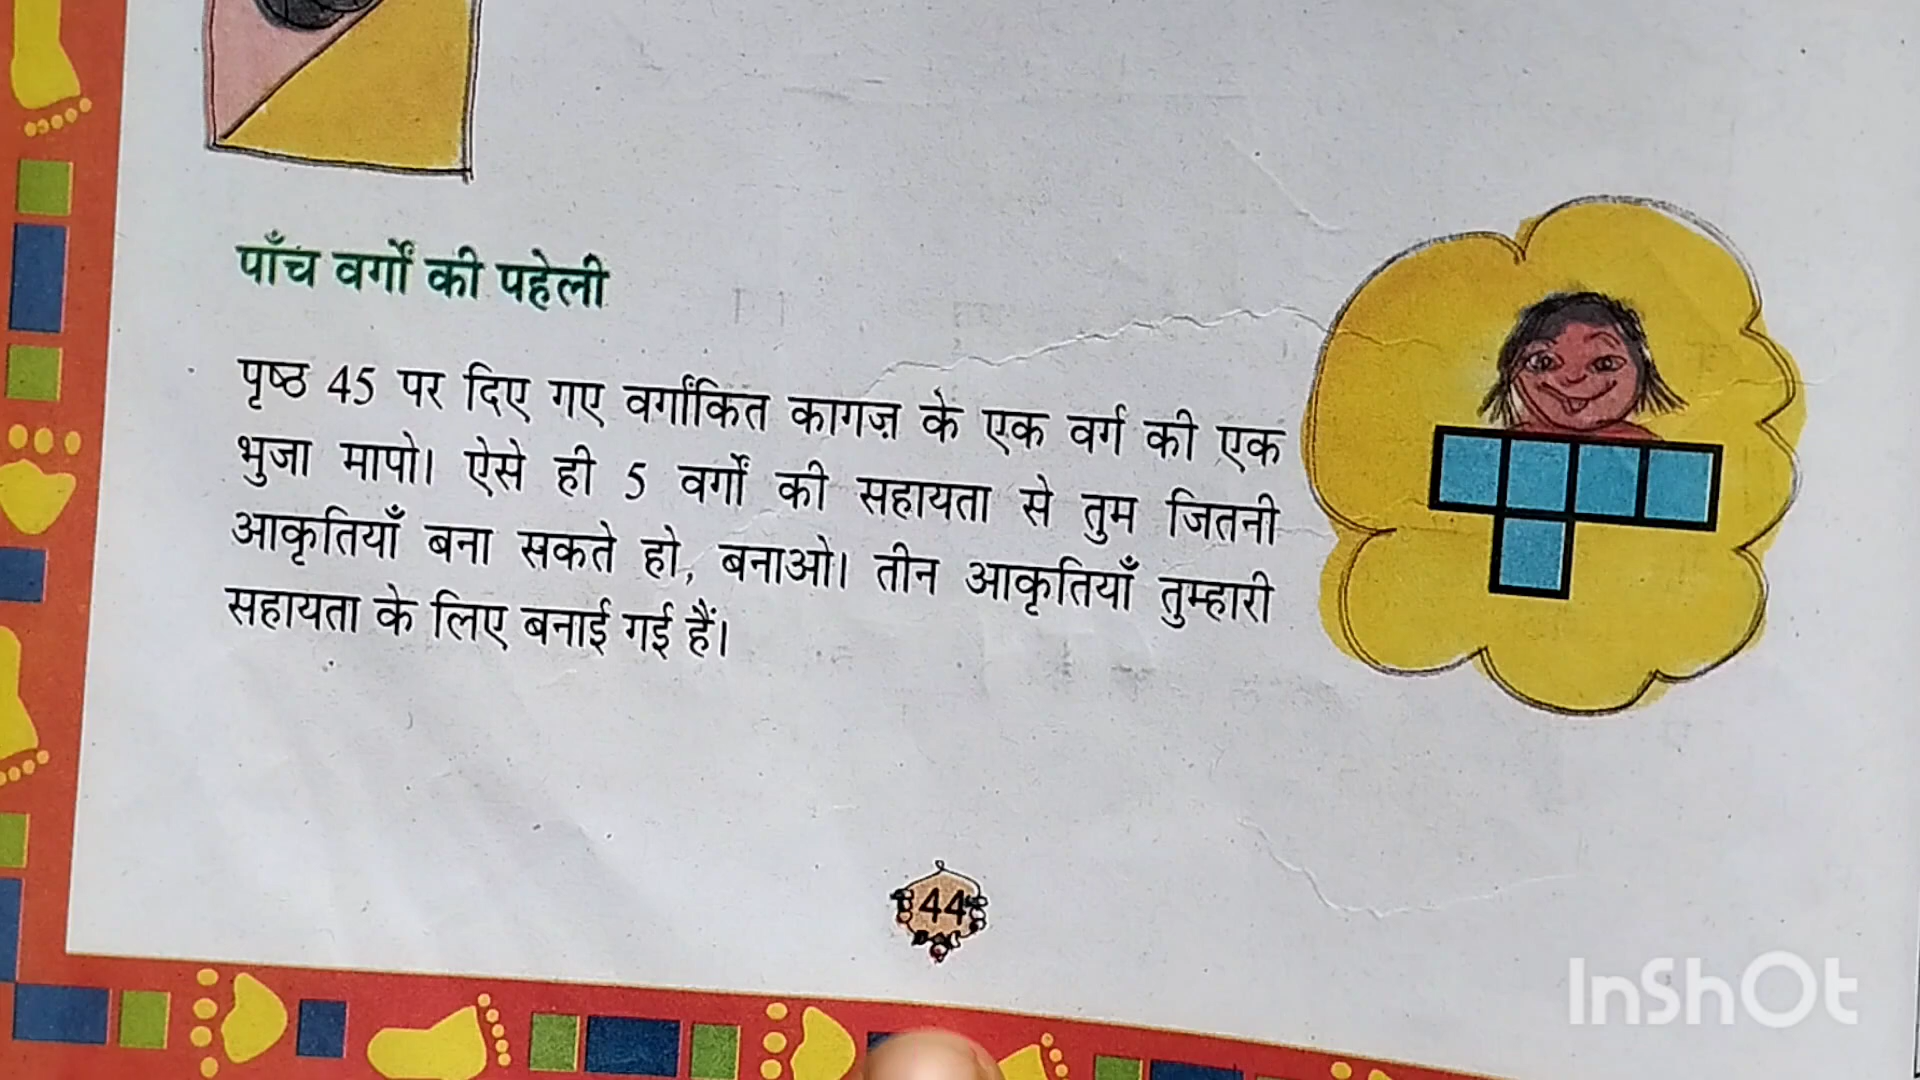 पाँच वर्गों की पहेली
पृष्ठ 45 पर दिए गए वर्गांकित कागज़ के एक वर्ग की एक
भुजा मापो। ऐसे ही 5 वर्गों की सहायता से तुम जितनी
आकृतियाँ बना सकते हो, बनाओ। तीन आकृतियाँ तुम्हारी
सहायता के लिए बनाई गई हैं।
44
InShOt